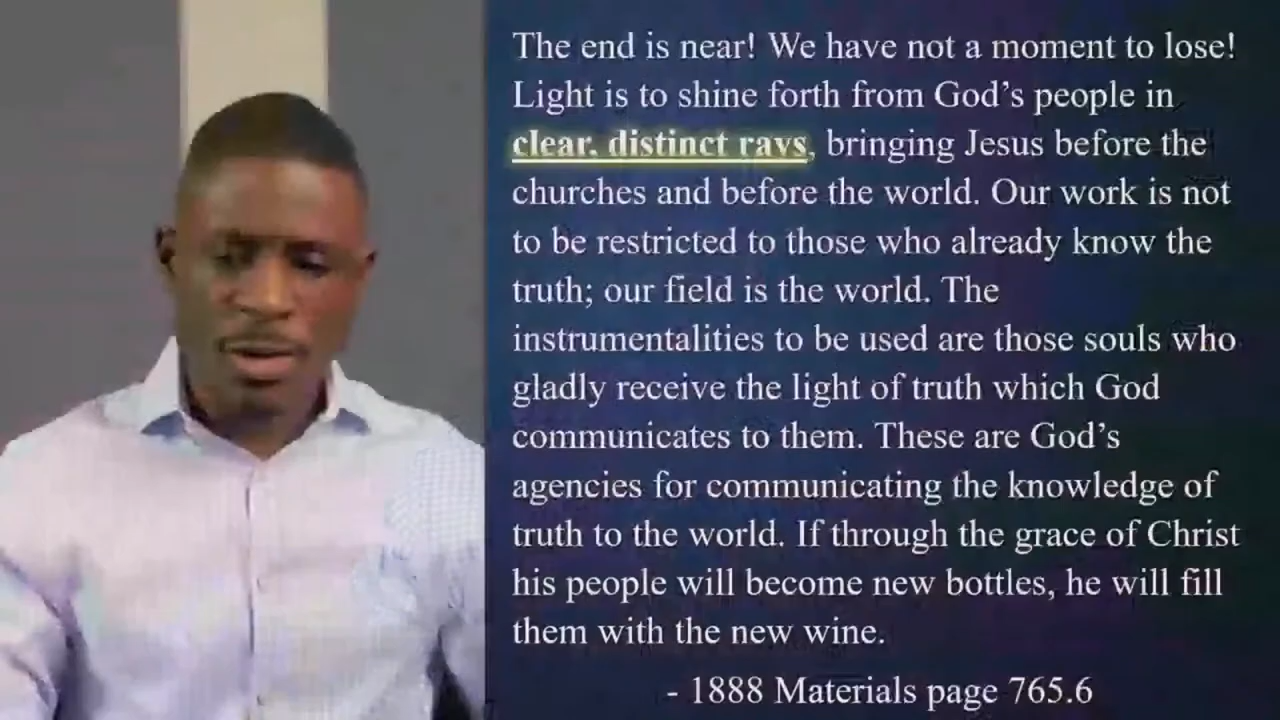 The end is near! We have not a moment to lose!
Light is to shine forth from God's people in
clear, distinct rays, bringing Jesus before the
churches and before the world. Our work is not
to be restricted to those who already know the
truth; our field is the world. The
instrumentalities to be used are those souls who
gladly receive the light of truth which God
communicates to them. These are God's
agencies for communicating the knowledge of
truth to the world. If through the grace of Christ
his people will become new bottles, he will fill
them with the new wine.
- 1888 Materials page 765.6